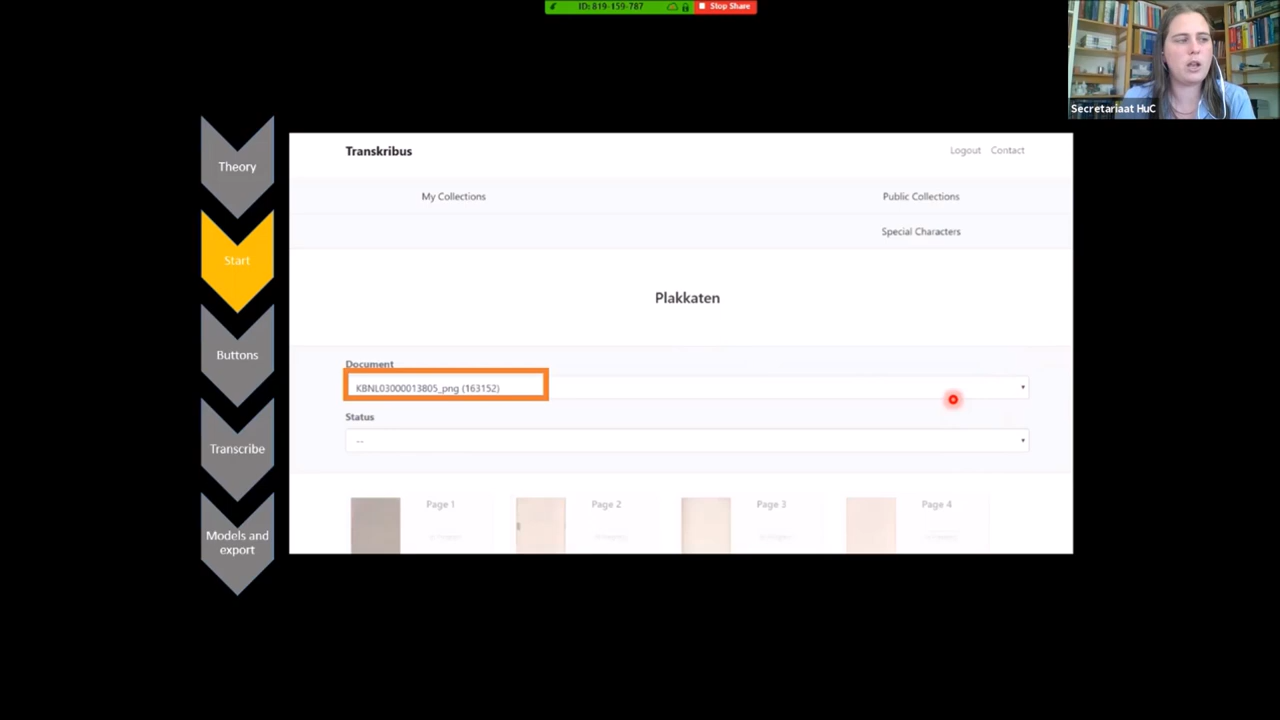 ID: 819-159-787 Stop Share
Secretariaat HuC
Theory
Start
Buttons
Transcribe
Models and
export
Transkribus
Logout Contact
My Collections Public Collections
Special Characters
Plakkaten
Document
KBNL03000013805_png (163152)
Status
--
Page 1 Page 2 Page 3 Page 4